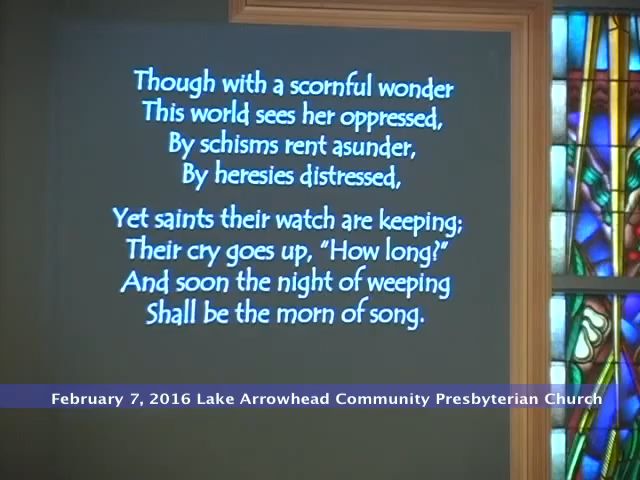 Though with a scornful wonder
This world sees her oppressed,
By schisms rent asunder,
By heresies distressed,
Yet saints their watch are keeping;
Their cry goes up, "How long?"
And soon the night of weeping
Shall be the morn of song.
February 7, 2016 Lake Arrowhead Community Presbyterian Church